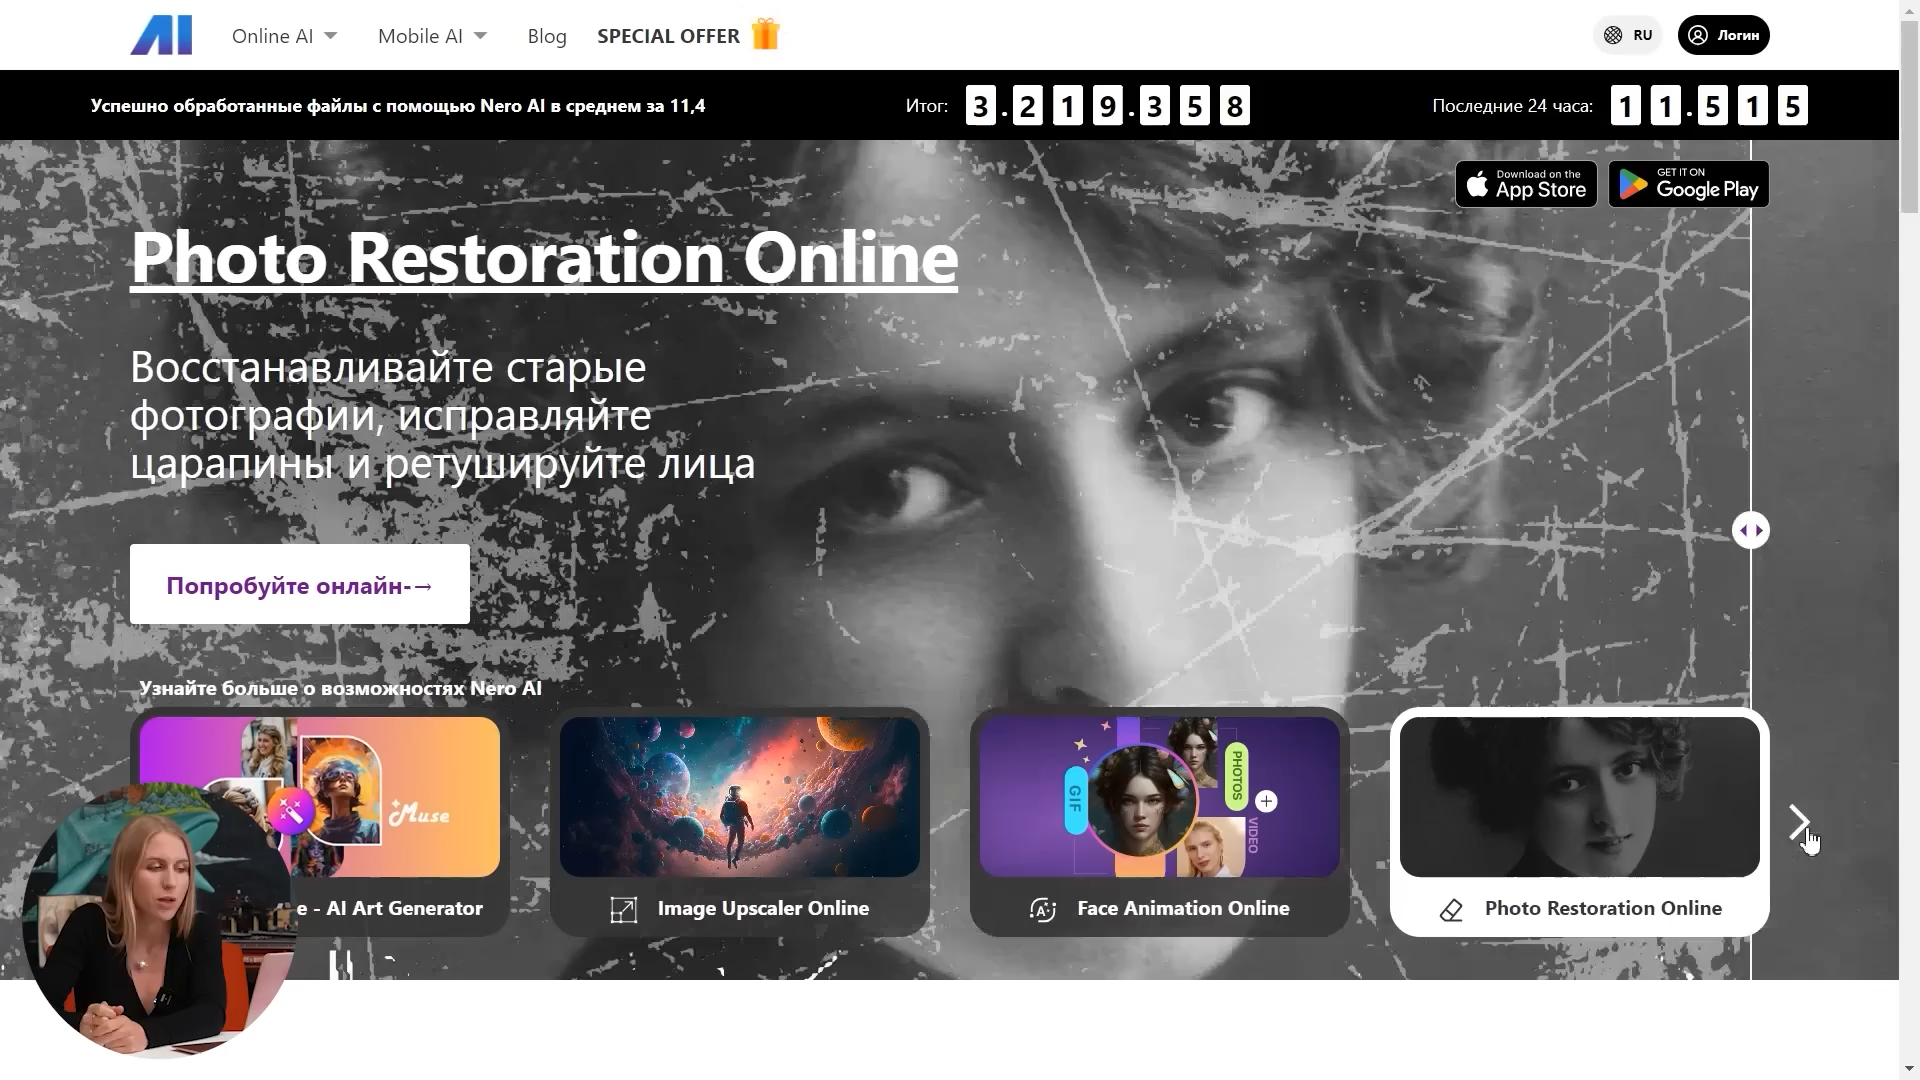 AI
Online AI
Mobile AI
Blog
SPECIAL OFFER
RU
Логин
Успешно обработанные файлы с помощью Nero AI в среднем за 11,4
Итог: 3.219.358
Последние 24 часа: 11.515
Download on the
App Store
GET IT ON
Google Play
Photo Restoration Online
Восстанавливайте старые
фотографии, исправляйте
царапины и ретушируйте лица
Попробуйте онлайн-→
Узнайте больше о возможностях Nero AI
Muse
GIF
PHOTOS
VIDEO
e - AI Art Generator
Image Upscaler Online
Face Animation Online
Photo Restoration Online